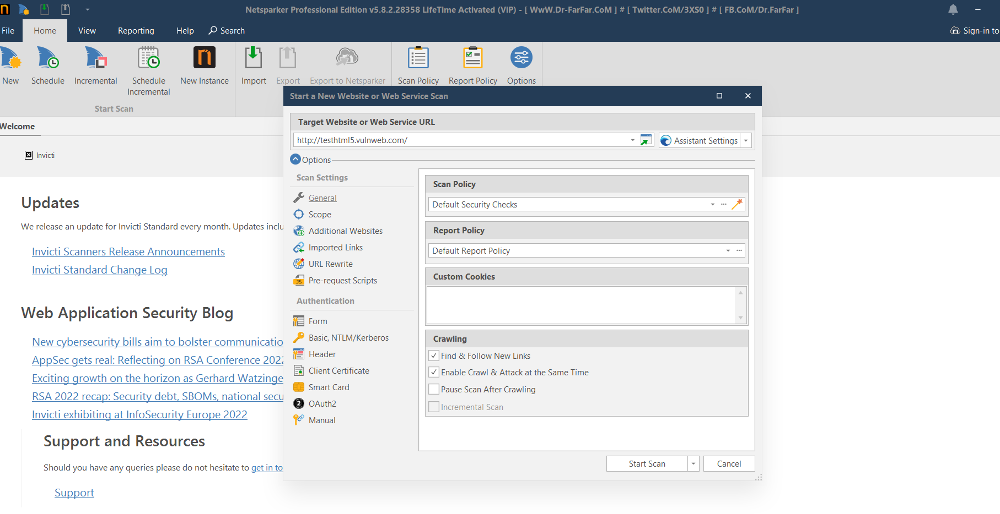 Netsparker Professional Edition v5.8.2.28358 LifeTime Activated (ViP) - [ WwW.Dr-FarFar.CoM ] # [ Twitter.CoM/3XS0 ] # [ FB.CoM/Dr.FarFar ]
File Home View Reporting Help Search Sign-in to
New Schedule Incremental Schedule Incremental New Instance Import Export Export to Netsparker Scan Policy Report Policy Options
Start Scan
Welcome
Invicti
Updates
We release an update for Invicti Standard every month. Updates inclu
Invicti Scanners Release Announcements
Invicti Standard Change Log
Web Application Security Blog
New cybersecurity bills aim to bolster communicatio
AppSec gets real: Reflecting on RSA Conference 2022
Exciting growth on the horizon as Gerhard Watzinge
RSA 2022 recap: Security debt, SBOMs, national secu
Invicti exhibiting at InfoSecurity Europe 2022
Support and Resources
Should you have any queries please do not hesitate to get in to
Support
Start a New Website or Web Service Scan
Target Website or Web Service URL
http://testhtml5.vulnweb.com/
Assistant Settings
Options
Scan Settings
General
Scope
Additional Websites
Imported Links
URL Rewrite
JS
Pre-request Scripts
Authentication
Form
Basic, NTLM/Kerberos
Header
Client Certificate
Smart Card
2
OAuth2
Manual
Scan Policy
Default Security Checks
Report Policy
Default Report Policy
Custom Cookies
Crawling
Find & Follow New Links
Enable Crawl & Attack at the Same Time
Pause Scan After Crawling
Incremental Scan
Start Scan
Cancel